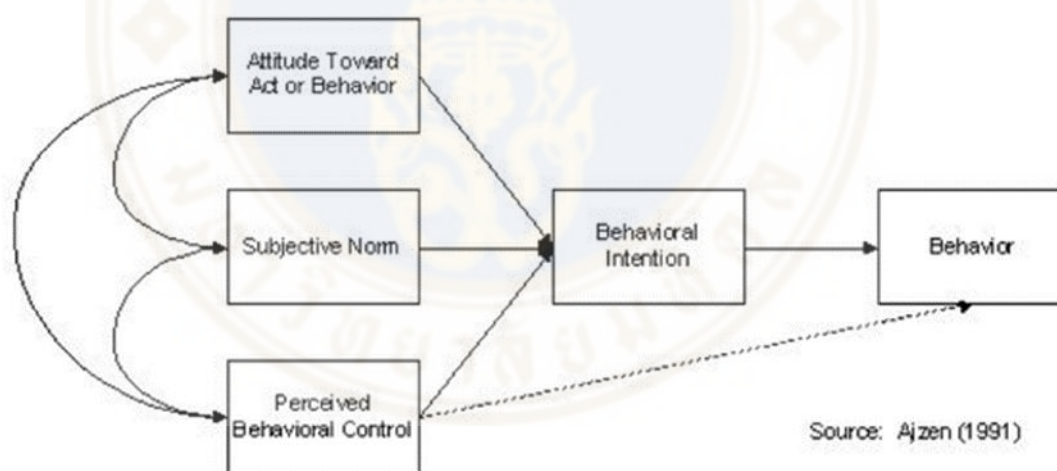 Attitude Toward
Act or Behavior
Subjective Norm
Behavioral
Intention
Behavior
Perceived
Behavioral Control
Source: Ajzen (1991)